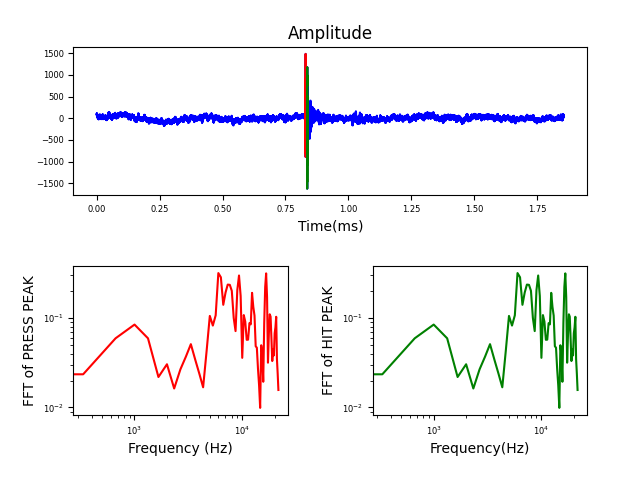 Amplitude
1500
1000
500
0
−500
−1000
−1500
0.00 0.25 0.50 0.75 1.00 1.25 1.50 1.75
Time(ms)
FFT of PRESS PEAK
10⁻¹
10⁻²
10³ 10⁴
Frequency (Hz)
FFT of HIT PEAK
10⁻¹
10⁻²
10³ 10⁴
Frequency(Hz)